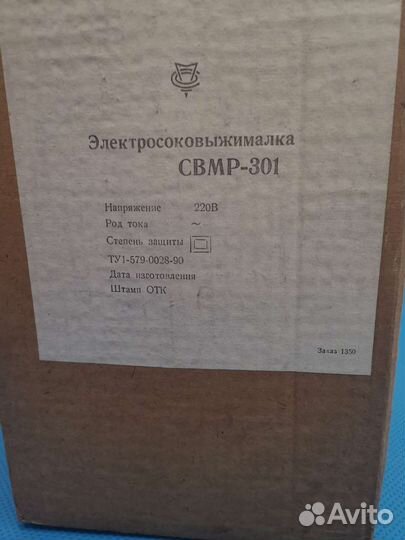 Электросоковыжималка
СВМР-301
Напряжение 220В
Род тока ~
Степень защиты
ТУ1-579-0028-90
Дата изготовления
Штамп ОТК
Заказ 1350
Avito